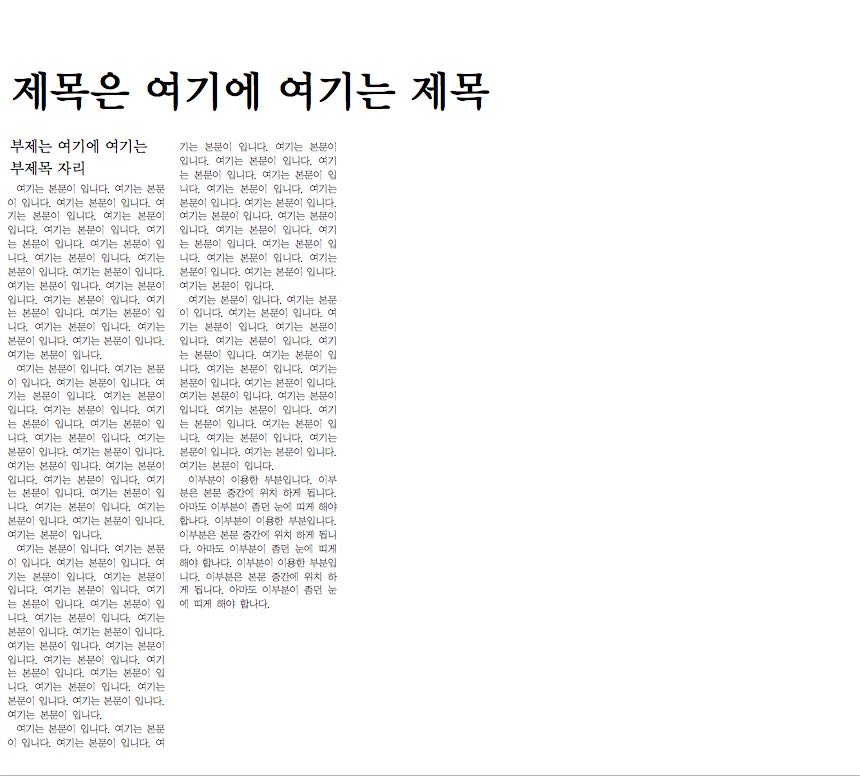 제목은 여기에 여기는 제목
부제는 여기에 여기는
부제목 자리
여기는 본문이 입니다. 여기는 본문
이 입니다. 여기는 본문이 입니다. 여
기는 본문이 입니다. 여기는 본문이
입니다. 여기는 본문이 입니다. 여기
는 본문이 입니다. 여기는 본문이 입
니다. 여기는 본문이 입니다. 여기는
본문이 입니다. 여기는 본문이 입니다.
여기는 본문이 입니다. 여기는 본문이
입니다. 여기는 본문이 입니다. 여기
는 본문이 입니다. 여기는 본문이 입
니다. 여기는 본문이 입니다. 여기는
본문이 입니다. 여기는 본문이 입니다.
여기는 본문이 입니다.
여기는 본문이 입니다. 여기는 본문
이 입니다. 여기는 본문이 입니다. 여
기는 본문이 입니다. 여기는 본문이
입니다. 여기는 본문이 입니다. 여기
는 본문이 입니다. 여기는 본문이 입
니다. 여기는 본문이 입니다. 여기는
본문이 입니다. 여기는 본문이 입니다.
여기는 본문이 입니다. 여기는 본문이
입니다. 여기는 본문이 입니다. 여기
는 본문이 입니다. 여기는 본문이 입
니다. 여기는 본문이 입니다. 여기는
본문이 입니다. 여기는 본문이 입니다.
여기는 본문이 입니다.
여기는 본문이 입니다. 여기는 본문
이 입니다. 여기는 본문이 입니다. 여
기는 본문이 입니다. 여기는 본문이
입니다. 여기는 본문이 입니다. 여기
는 본문이 입니다. 여기는 본문이 입
니다. 여기는 본문이 입니다. 여기는
본문이 입니다. 여기는 본문이 입니다.
여기는 본문이 입니다. 여기는 본문이
입니다. 여기는 본문이 입니다. 여기
는 본문이 입니다. 여기는 본문이 입
니다. 여기는 본문이 입니다. 여기는
본문이 입니다. 여기는 본문이 입니다.
여기는 본문이 입니다.
여기는 본문이 입니다. 여기는 본문
이 입니다. 여기는 본문이 입니다. 여
기는 본문이 입니다. 여기는 본문이
입니다. 여기는 본문이 입니다. 여기
는 본문이 입니다. 여기는 본문이 입
니다. 여기는 본문이 입니다. 여기는
본문이 입니다. 여기는 본문이 입니다.
여기는 본문이 입니다. 여기는 본문이
입니다. 여기는 본문이 입니다. 여기
는 본문이 입니다. 여기는 본문이 입
니다. 여기는 본문이 입니다. 여기는
본문이 입니다. 여기는 본문이 입니다.
여기는 본문이 입니다.
여기는 본문이 입니다. 여기는 본문
이 입니다. 여기는 본문이 입니다. 여
기는 본문이 입니다. 여기는 본문이
입니다. 여기는 본문이 입니다. 여기
는 본문이 입니다. 여기는 본문이 입
니다. 여기는 본문이 입니다. 여기는
본문이 입니다. 여기는 본문이 입니다.
여기는 본문이 입니다. 여기는 본문이
입니다. 여기는 본문이 입니다. 여기
는 본문이 입니다. 여기는 본문이 입
니다. 여기는 본문이 입니다. 여기는
본문이 입니다. 여기는 본문이 입니다.
여기는 본문이 입니다.
이부분이 이용한 부분입니다. 이부
분은 본문 중간에 위치 하게 됩니다.
아마도 이부분이 좀던 눈에 띠게 해야
합나다. 이부분이 이용한 부분입니다.
이부분은 본문 중간에 위치 하게 됩니
다. 아마도 이부분이 좀던 눈에 띠게
해야 합나다. 이부분이 이용한 부분입
니다. 이부분은 본문 중간에 위치 하
게 됩니다. 아마도 이부분이 좀던 눈
에 띠게 해야 합나다.